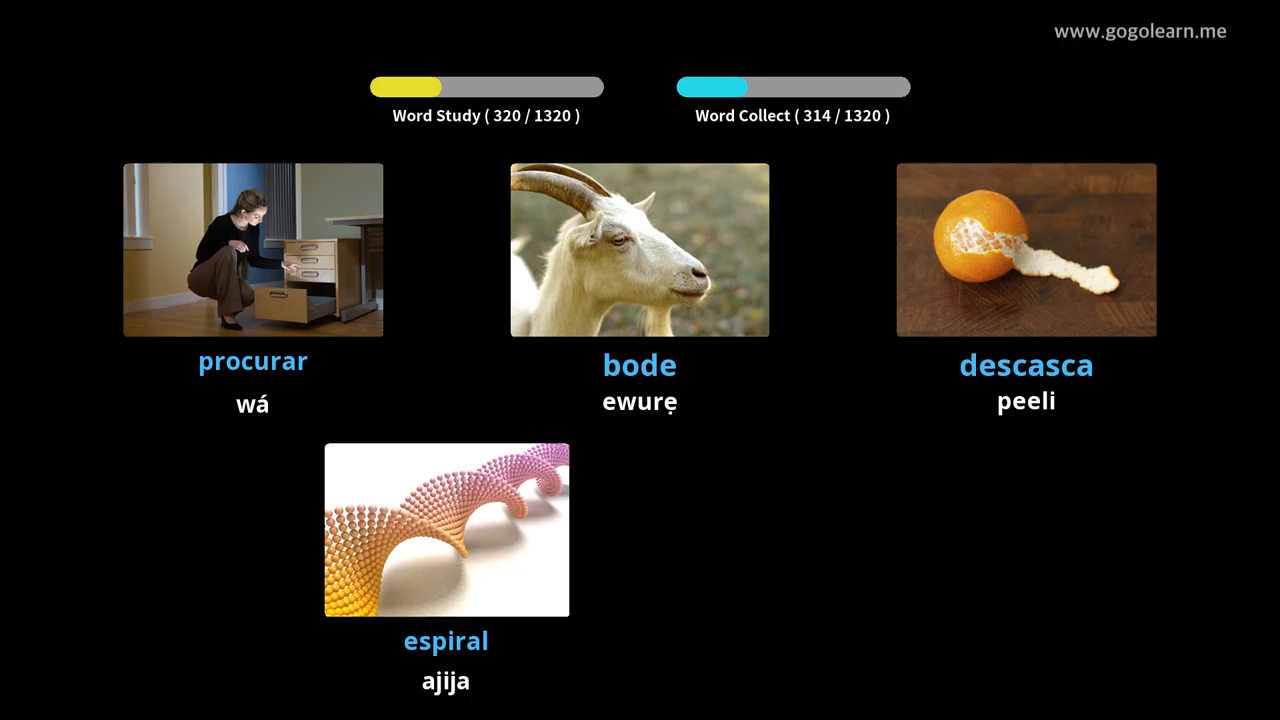 www.gogolearn.me
Word Study ( 320 / 1320 )
Word Collect ( 314 / 1320 )
procurar
wá
bode
ewurẹ
descasca
peeli
espiral
ajija